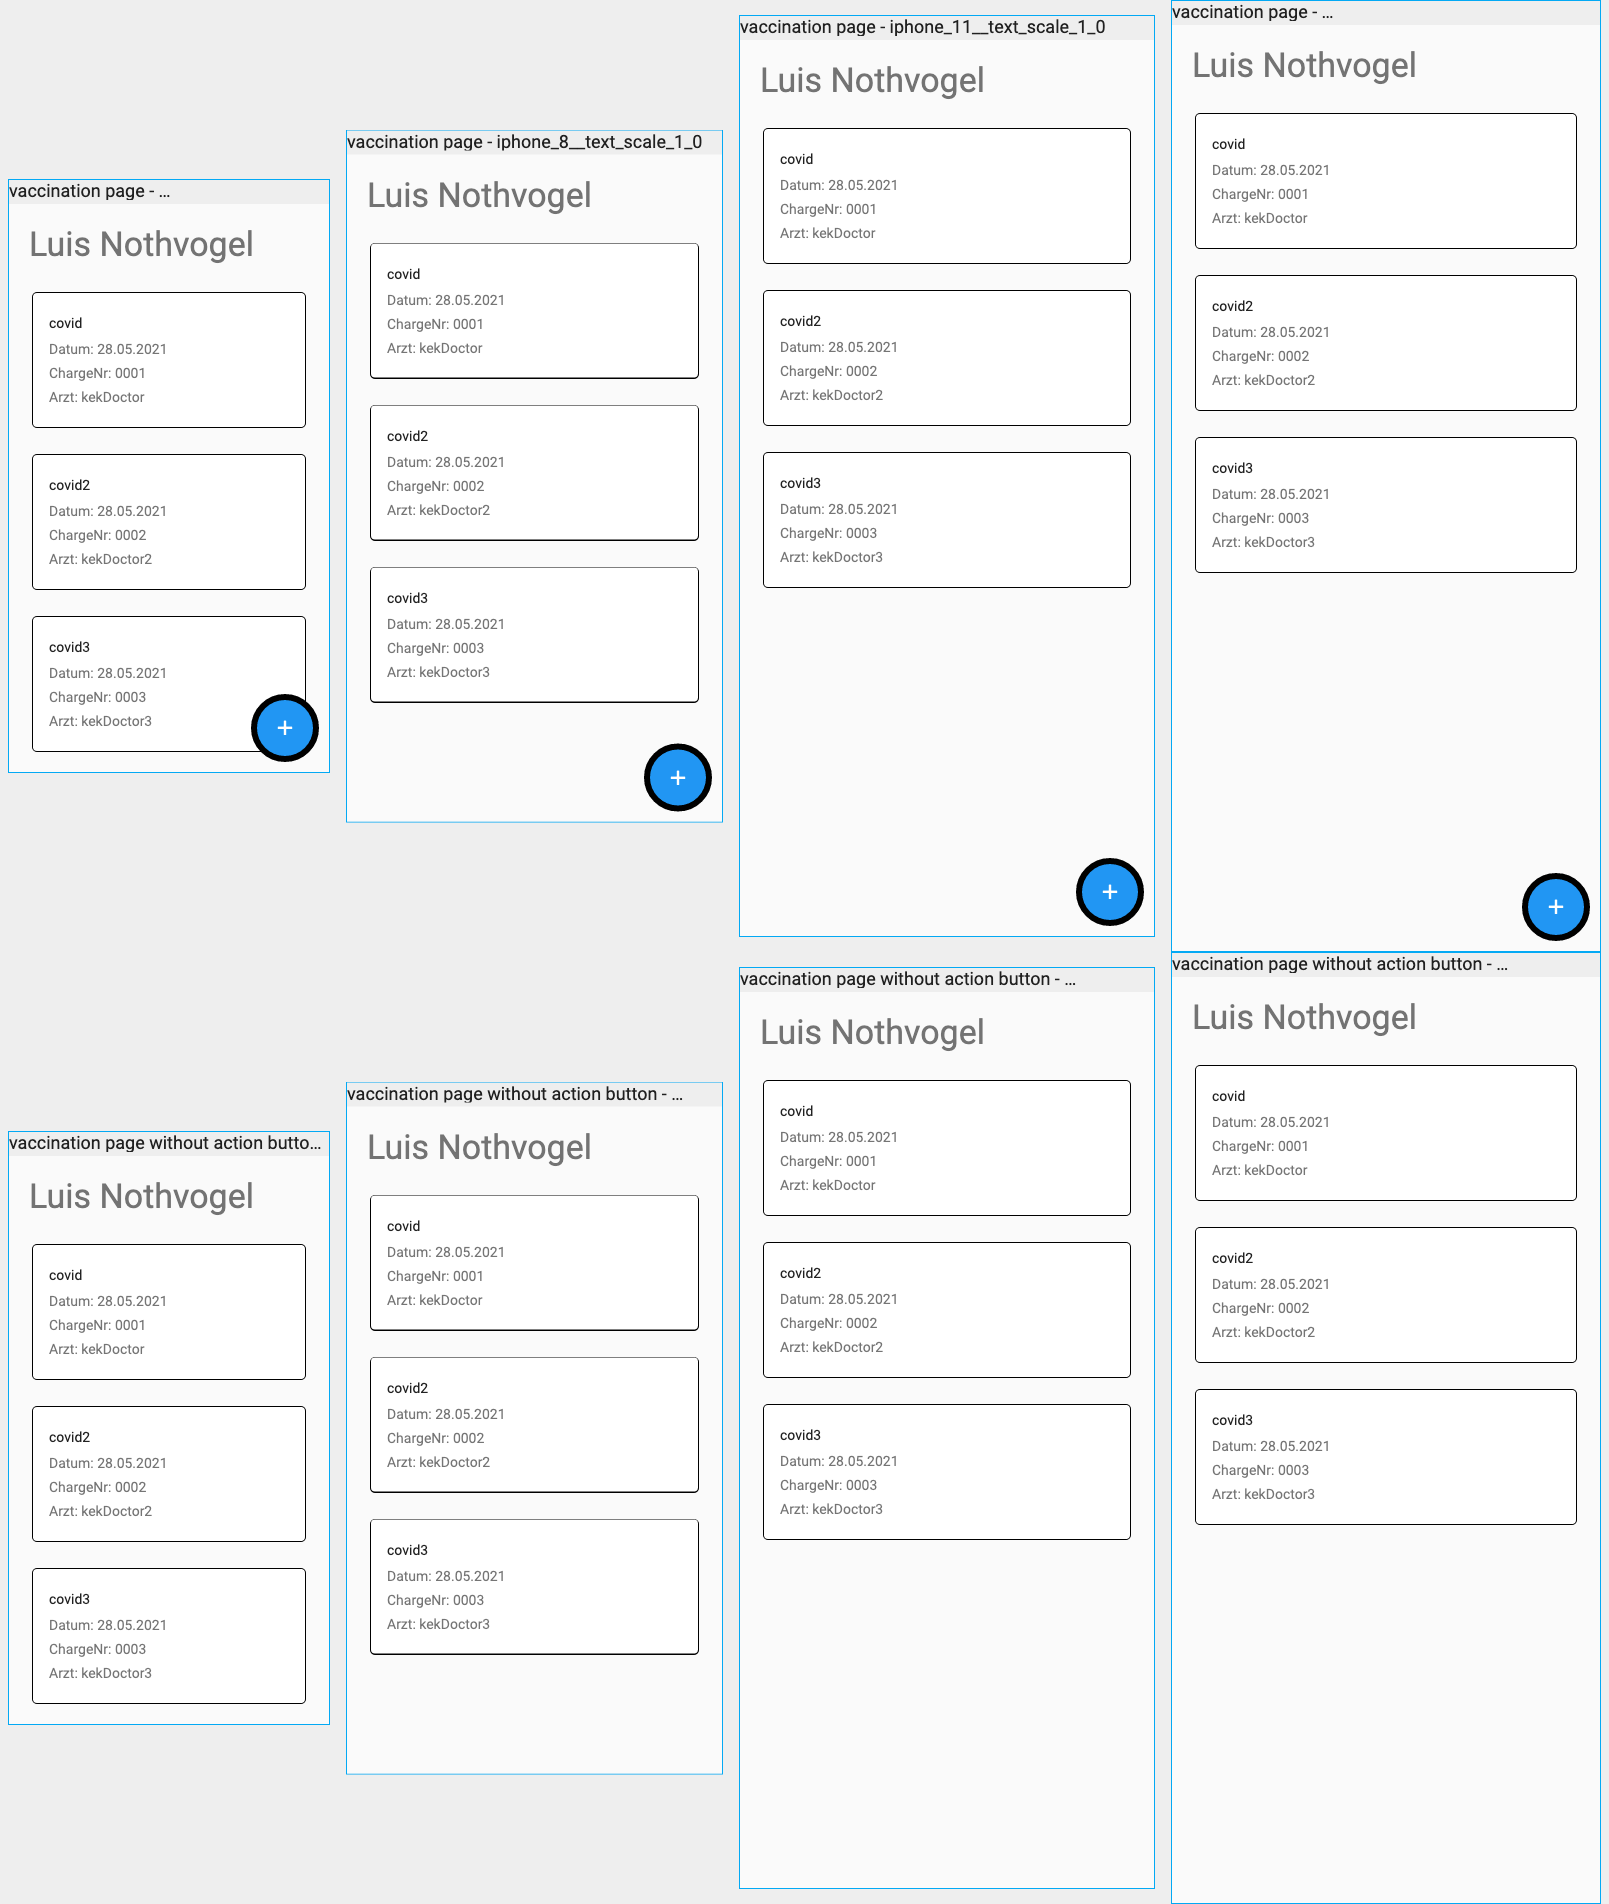 vaccination page - ...
Luis Nothvogel
covid
Datum: 28.05.2021
ChargeNr: 0001
Arzt: kekDoctor
covid2
Datum: 28.05.2021
ChargeNr: 0002
Arzt: kekDoctor2
covid3
Datum: 28.05.2021
ChargeNr: 0003
Arzt: kekDoctor3
+
vaccination page - iphone_8__text_scale_1_0
Luis Nothvogel
covid
Datum: 28.05.2021
ChargeNr: 0001
Arzt: kekDoctor
covid2
Datum: 28.05.2021
ChargeNr: 0002
Arzt: kekDoctor2
covid3
Datum: 28.05.2021
ChargeNr: 0003
Arzt: kekDoctor3
+
vaccination page - iphone_11__text_scale_1_0
Luis Nothvogel
covid
Datum: 28.05.2021
ChargeNr: 0001
Arzt: kekDoctor
covid2
Datum: 28.05.2021
ChargeNr: 0002
Arzt: kekDoctor2
covid3
Datum: 28.05.2021
ChargeNr: 0003
Arzt: kekDoctor3
+
vaccination page - ...
Luis Nothvogel
covid
Datum: 28.05.2021
ChargeNr: 0001
Arzt: kekDoctor
covid2
Datum: 28.05.2021
ChargeNr: 0002
Arzt: kekDoctor2
covid3
Datum: 28.05.2021
ChargeNr: 0003
Arzt: kekDoctor3
+
vaccination page without action butto...
Luis Nothvogel
covid
Datum: 28.05.2021
ChargeNr: 0001
Arzt: kekDoctor
covid2
Datum: 28.05.2021
ChargeNr: 0002
Arzt: kekDoctor2
covid3
Datum: 28.05.2021
ChargeNr: 0003
Arzt: kekDoctor3
vaccination page without action button - ...
Luis Nothvogel
covid
Datum: 28.05.2021
ChargeNr: 0001
Arzt: kekDoctor
covid2
Datum: 28.05.2021
ChargeNr: 0002
Arzt: kekDoctor2
covid3
Datum: 28.05.2021
ChargeNr: 0003
Arzt: kekDoctor3
vaccination page without action button - ...
Luis Nothvogel
covid
Datum: 28.05.2021
ChargeNr: 0001
Arzt: kekDoctor
covid2
Datum: 28.05.2021
ChargeNr: 0002
Arzt: kekDoctor2
covid3
Datum: 28.05.2021
ChargeNr: 0003
Arzt: kekDoctor3
vaccination page without action button - ...
Luis Nothvogel
covid
Datum: 28.05.2021
ChargeNr: 0001
Arzt: kekDoctor
covid2
Datum: 28.05.2021
ChargeNr: 0002
Arzt: kekDoctor2
covid3
Datum: 28.05.2021
ChargeNr: 0003
Arzt: kekDoctor3